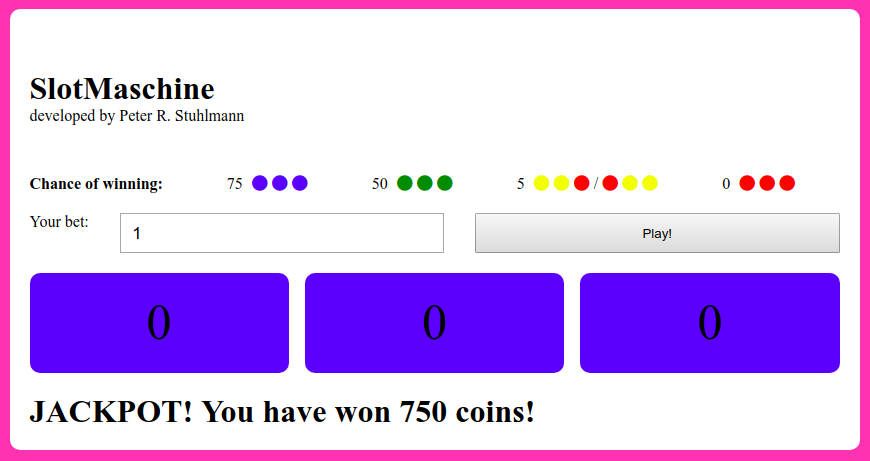 SlotMaschine
developed by Peter R. Stuhlmann
Chance of winning: 75 50 5 / 0
Your bet: 1 Play!
0 0 0
JACKPOT! You have won 750 coins!